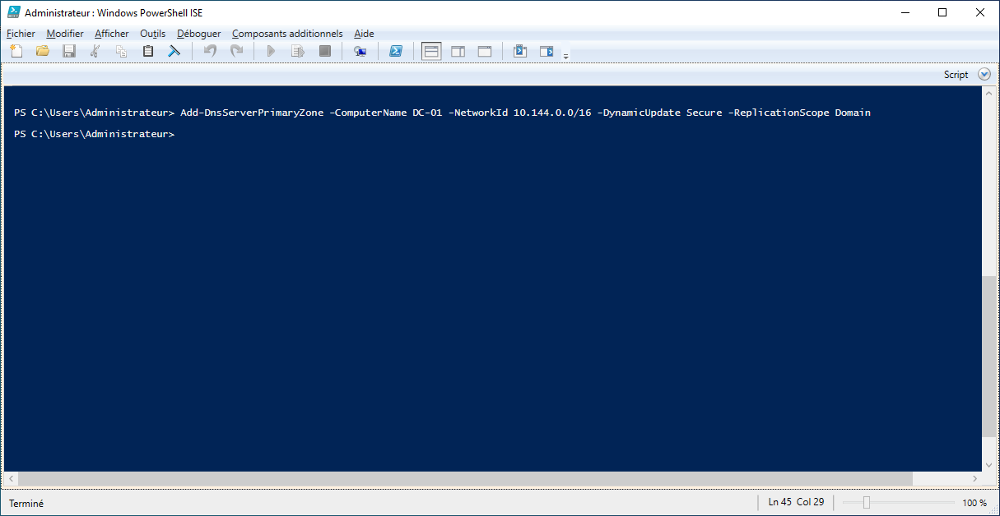 Administrateur : Windows PowerShell ISE
Fichier Modifier Afficher Outils Déboguer Composants additionnels Aide
Script
PS C:\Users\Administrateur> Add-DnsServerPrimaryZone -ComputerName DC-01 -NetworkId 10.144.0.0/16 -DynamicUpdate Secure -ReplicationScope Domain
PS C:\Users\Administrateur>
Terminé Ln 45 Col 29 100 %